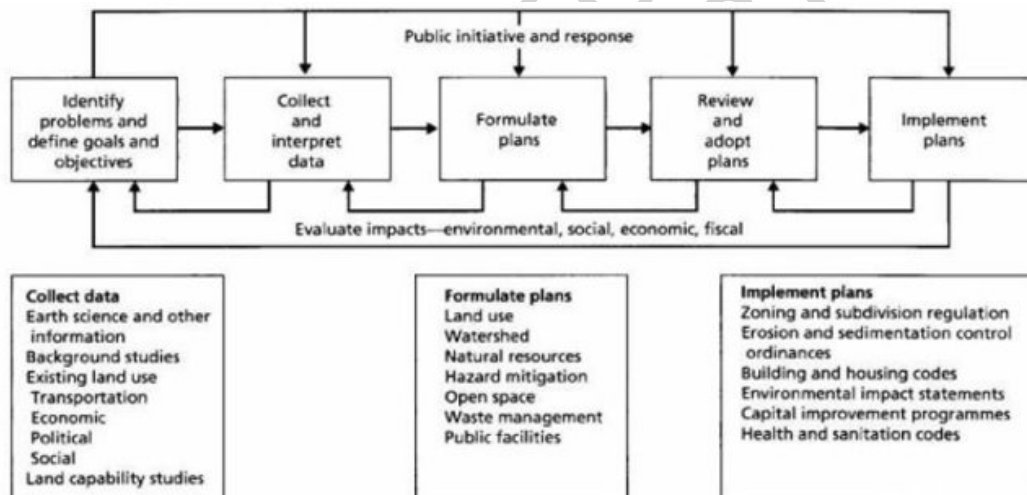 Public initiative and response
Identify
problems and
define goals and
objectives
Collect
and
interpret
data
Formulate
plans
Review
and
adopt
plans
Implement
plans
Evaluate impacts—environmental, social, economic, fiscal
Collect data
Earth science and other
information
Background studies
Existing land use
Transportation
Economic
Political
Social
Land capability studies
Formulate plans
Land use
Watershed
Natural resources
Hazard mitigation
Open space
Waste management
Public facilities
Implement plans
Zoning and subdivision regulation
Erosion and sedimentation control
ordinances
Building and housing codes
Environmental impact statements
Capital improvement programmes
Health and sanitation codes